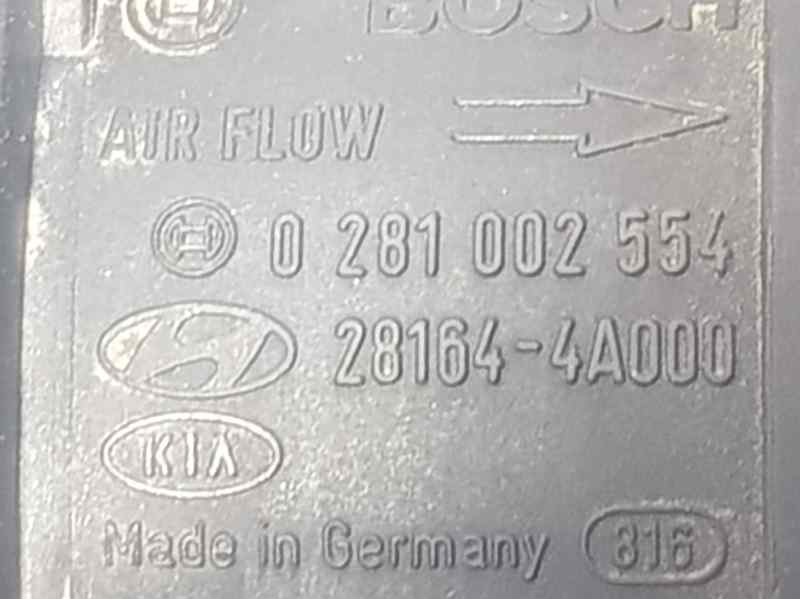 BOSCH
AIR FLOW
0 281 002 554
28164-4A000
KIA
Made in Germany 816